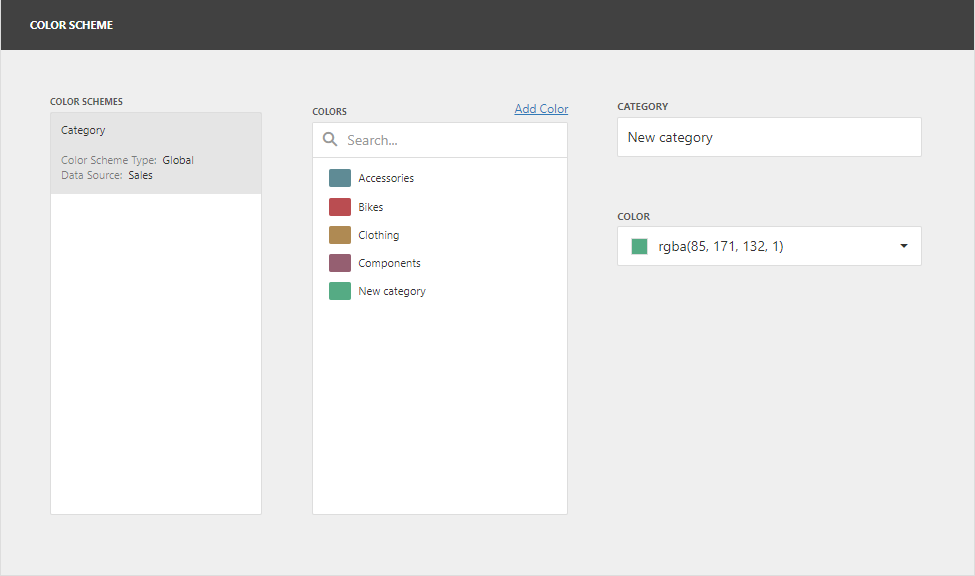 COLOR SCHEME
COLOR SCHEMES
Category
Color Scheme Type: Global
Data Source: Sales
COLORS
Add Color
Search...
Accessories
Bikes
Clothing
Components
New category
CATEGORY
New category
COLOR
rgba(85, 171, 132, 1)